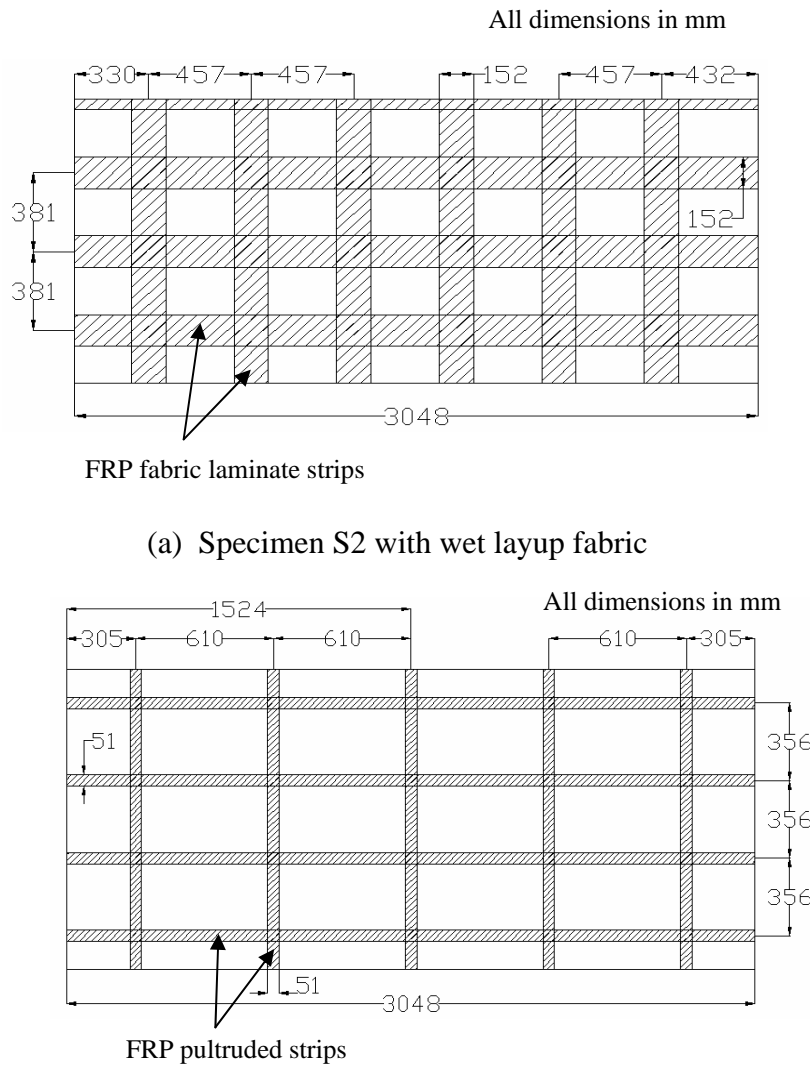 All dimensions in mm
330 457 457 152 457 432
381
152
381
3048
FRP fabric laminate strips
(a) Specimen S2 with wet layup fabric
All dimensions in mm
1524
305 610 610 610 305
51
356
356
356
51
3048
FRP pultruded strips